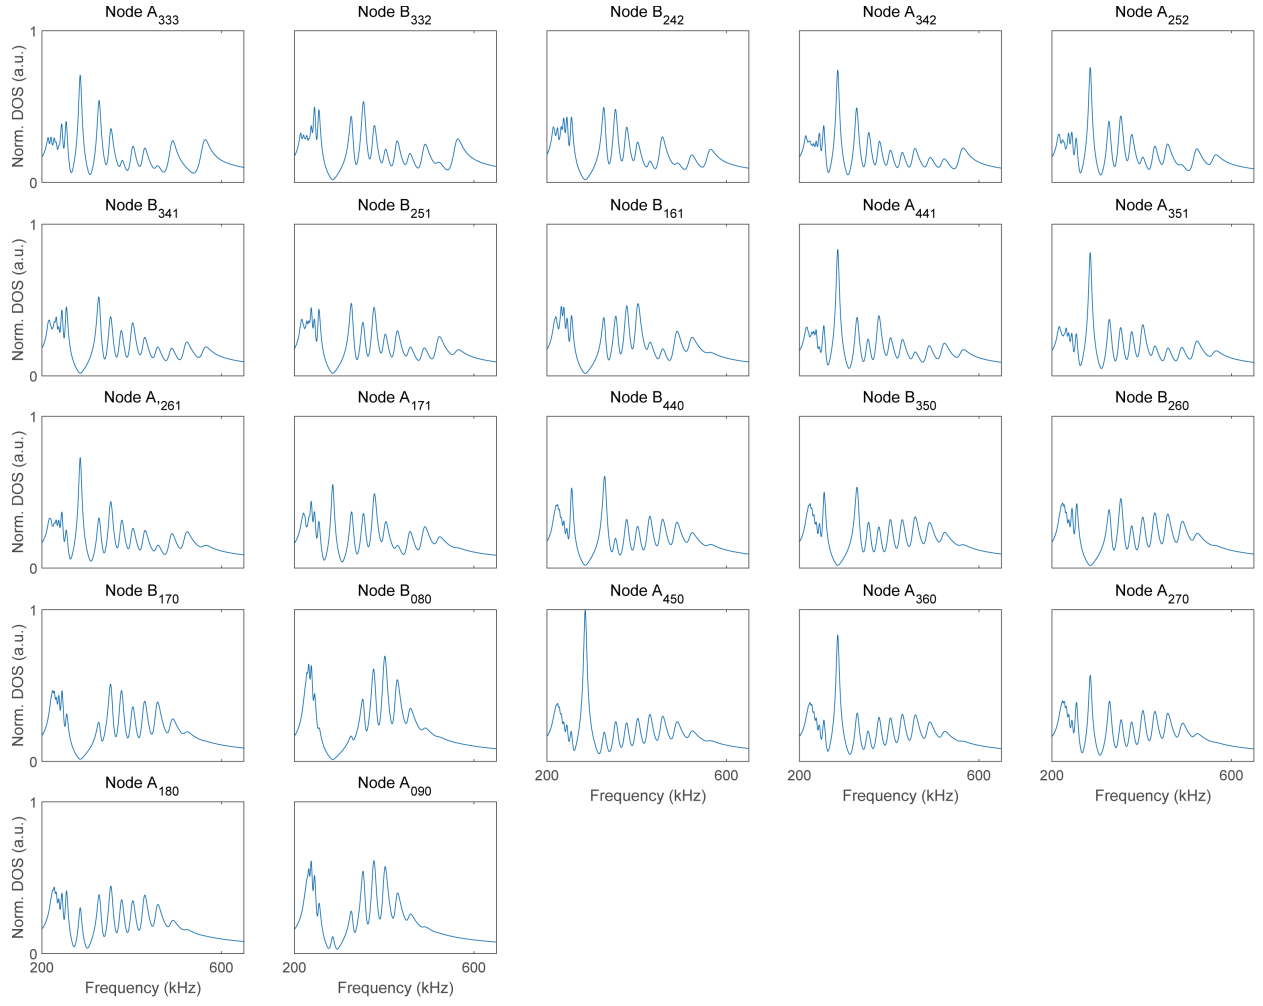 Node A333 Node B332 Node B242 Node A342 Node A252
1
Norm. DOS (a.u.)
0
Node B341 Node B251 Node B161 Node A441 Node A351
1
Norm. DOS (a.u.)
0
Node A,261 Node A171 Node B440 Node B350 Node B260
1
Norm. DOS (a.u.)
0
Node B170 Node B080 Node A450 Node A360 Node A270
1
Norm. DOS (a.u.)
0
200 600 200 600 200 600
Frequency (kHz) Frequency (kHz) Frequency (kHz)
Node A180 Node A090
1
Norm. DOS (a.u.)
0
200 600 200 600
Frequency (kHz) Frequency (kHz)